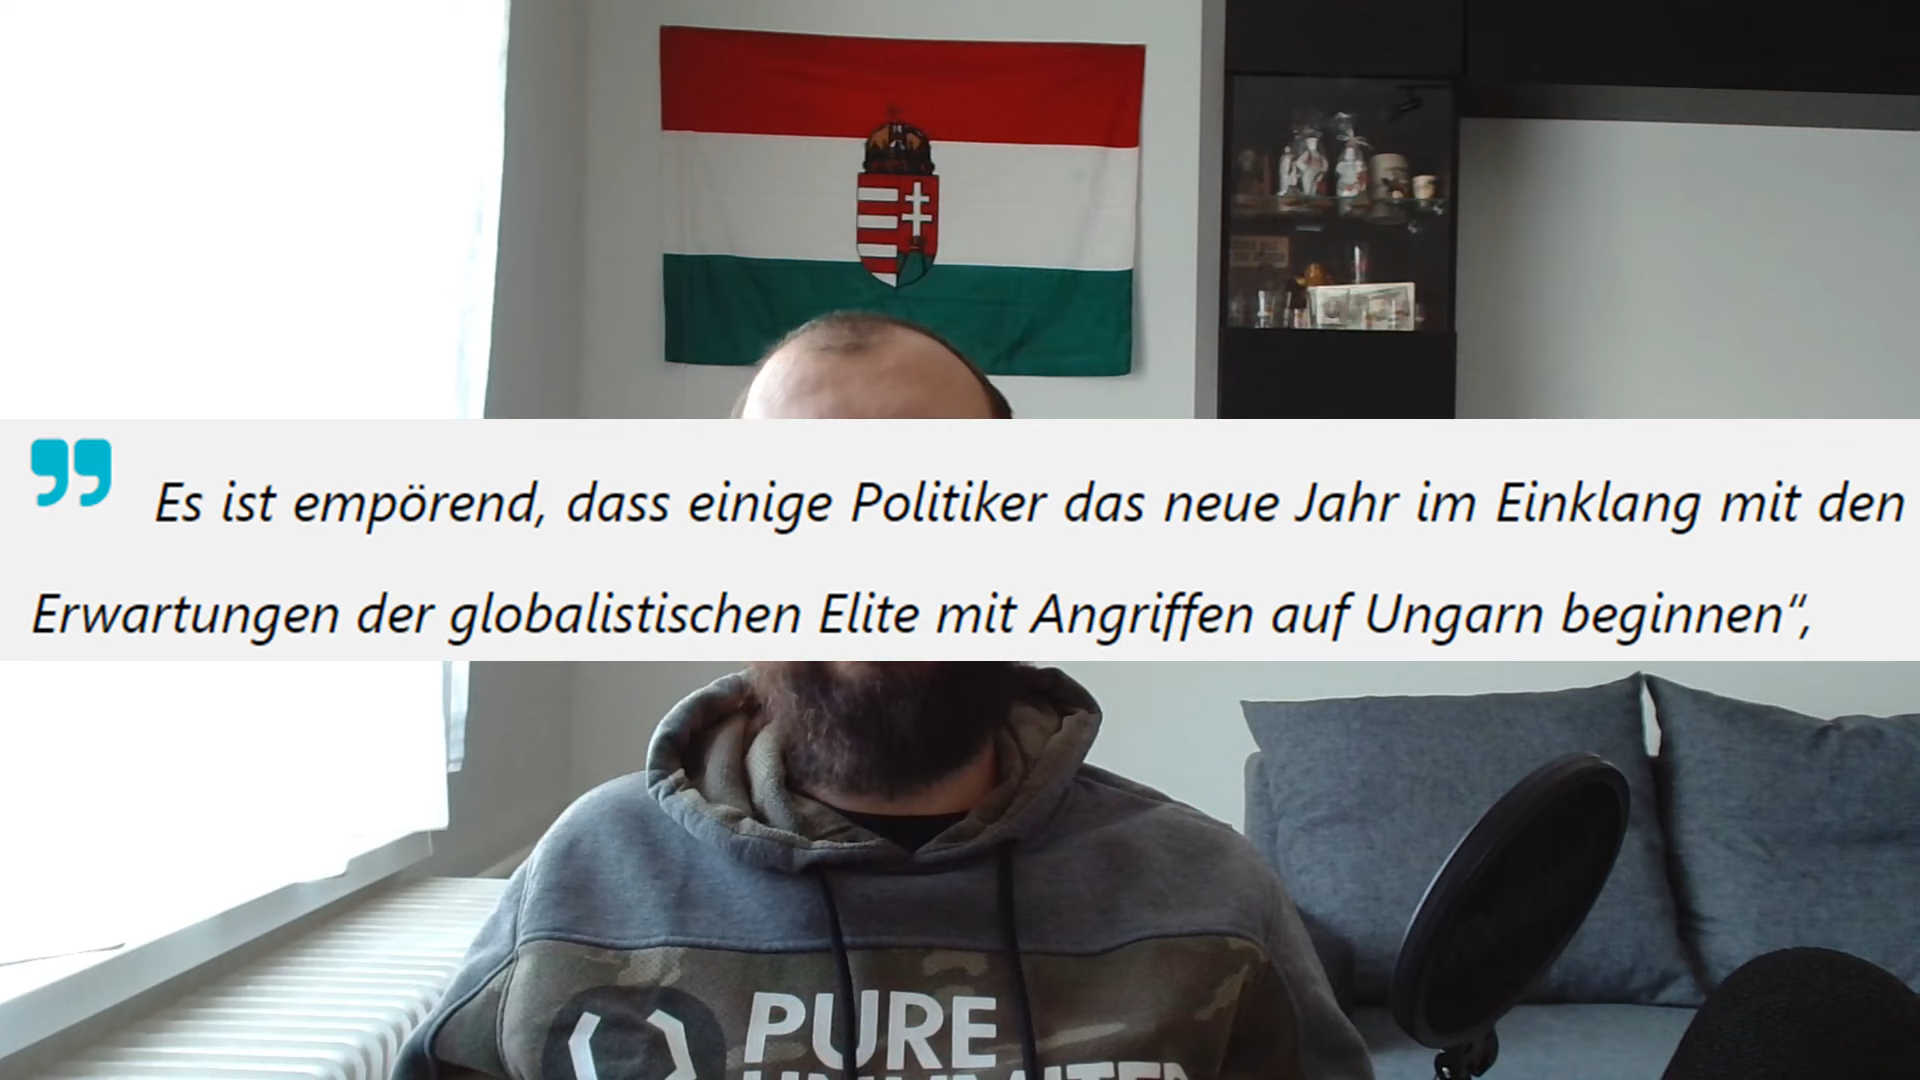 Es ist empörend, dass einige Politiker das neue Jahr im Einklang mit den
Erwartungen der globalistischen Elite mit Angriffen auf Ungarn beginnen“,
PURE